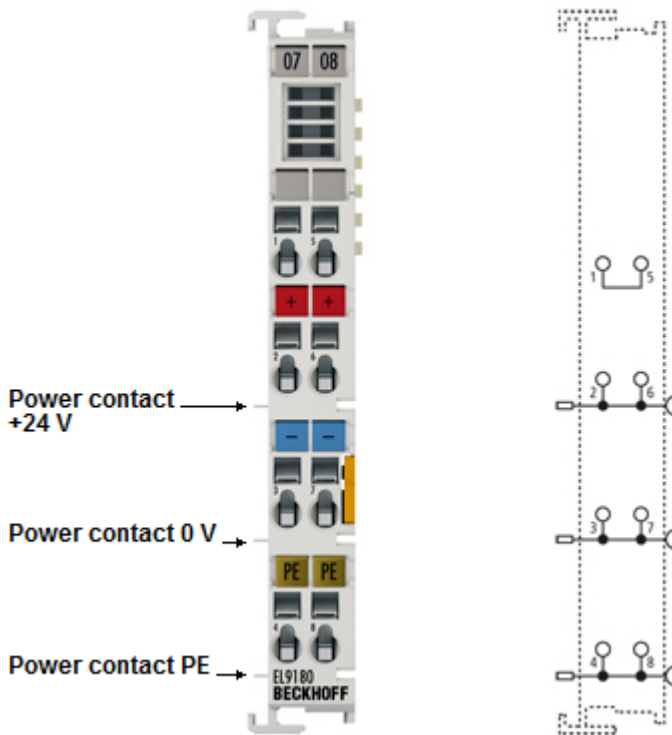 07 08
1 5
+ +
2 6
Power contact
+24 V
− −
3 7
Power contact 0 V
PE PE
4 8
Power contact PE
EL9180
BECKHOFF
1 5
2 6
3 7
4 8